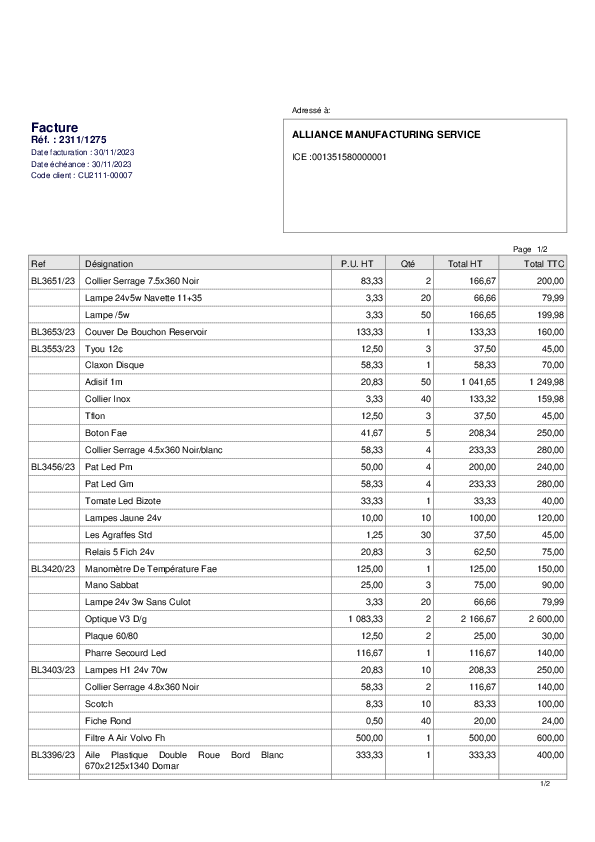 Adressé à:
Facture
Réf. : 2311/1275
Date facturation : 30/11/2023
Date échéance : 30/11/2023
Code client : CU2111-00007
ALLIANCE MANUFACTURING SERVICE
ICE :001351580000001
Page 1/2
Ref Désignation P.U. HT Qté Total HT Total TTC
BL3651/23 Collier Serrage 7.5x360 Noir 83,33 2 166,67 200,00
Lampe 24v5w Navette 11+35 3,33 20 66,66 79,99
Lampe /5w 3,33 50 166,65 199,98
BL3653/23 Couver De Bouchon Reservoir 133,33 1 133,33 160,00
BL3553/23 Tyou 12¢ 12,50 3 37,50 45,00
Claxon Disque 58,33 1 58,33 70,00
Adisif 1m 20,83 50 1 041,65 1 249,98
Collier Inox 3,33 40 133,32 159,98
Tflon 12,50 3 37,50 45,00
Boton Fae 41,67 5 208,34 250,00
Collier Serrage 4.5x360 Noir/blanc 58,33 4 233,33 280,00
BL3456/23 Pat Led Pm 50,00 4 200,00 240,00
Pat Led Gm 58,33 4 233,33 280,00
Tomate Led Bizote 33,33 1 33,33 40,00
Lampes Jaune 24v 10,00 10 100,00 120,00
Les Agraffes Std 1,25 30 37,50 45,00
Relais 5 Fich 24v 20,83 3 62,50 75,00
BL3420/23 Manomètre De Température Fae 125,00 1 125,00 150,00
Mano Sabbat 25,00 3 75,00 90,00
Lampe 24v 3w Sans Culot 3,33 20 66,66 79,99
Optique V3 D/g 1 083,33 2 2 166,67 2 600,00
Plaque 60/80 12,50 2 25,00 30,00
Pharre Secourd Led 116,67 1 116,67 140,00
BL3403/23 Lampes H1 24v 70w 20,83 10 208,33 250,00
Collier Serrage 4.8x360 Noir 58,33 2 116,67 140,00
Scotch 8,33 10 83,33 100,00
Fiche Rond 0,50 40 20,00 24,00
Filtre A Air Volvo Fh 500,00 1 500,00 600,00
BL3396/23 Aile Plastique Double Roue Bord Blanc 333,33 1 333,33 400,00
670x2125x1340 Domar
1/2